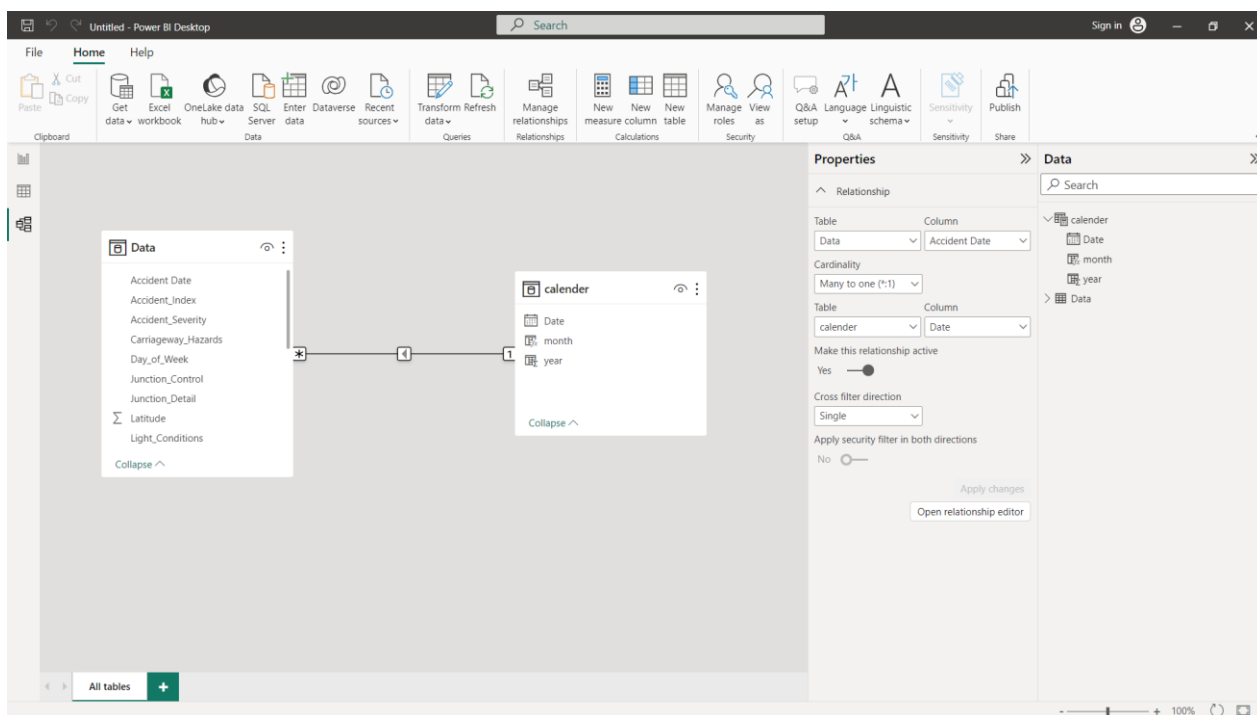 Untitled - Power BI Desktop
Search
Sign in
File Home Help
Paste
Cut
Copy
Clipboard
Get data
Excel workbook
OneLake data hub
SQL Server
Enter data
Dataverse
Recent sources
Data
Transform data
Refresh
Queries
Manage relationships
Relationships
New measure
New column
New table
Calculations
Manage roles
View as
Security
Q&A setup
Language
Linguistic schema
Q&A
Sensitivity
Sensitivity
Publish
Share
Data
Accident Date
Accident_Index
Accident_Severity
Carriageway_Hazards
Day_of_Week
Junction_Control
Junction_Detail
Latitude
Light_Conditions
Collapse
*
1
calender
Date
month
year
Collapse
Properties
Relationship
Table Column
Data Accident Date
Cardinality
Many to one (*:1)
Table Column
calender Date
Make this relationship active
Yes
Cross filter direction
Single
Apply security filter in both directions
No
Apply changes
Open relationship editor
Data
Search
calender
Date
month
year
Data
All tables
+
- + 100%